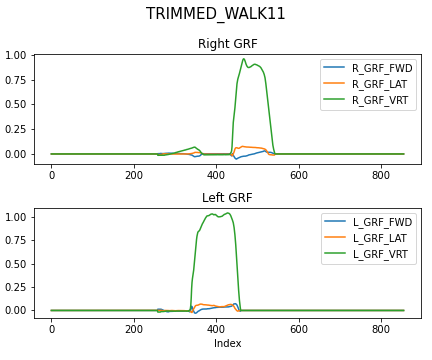 TRIMMED_WALK11
Right GRF
1.00
0.75
0.50
0.25
0.00
R_GRF_FWD
R_GRF_LAT
R_GRF_VRT
0
200
400
600
800
Left GRF
1.00
0.75
0.50
0.25
0.00
L_GRF_FWD
L_GRF_LAT
L_GRF_VRT
0
200
400
600
800
Index